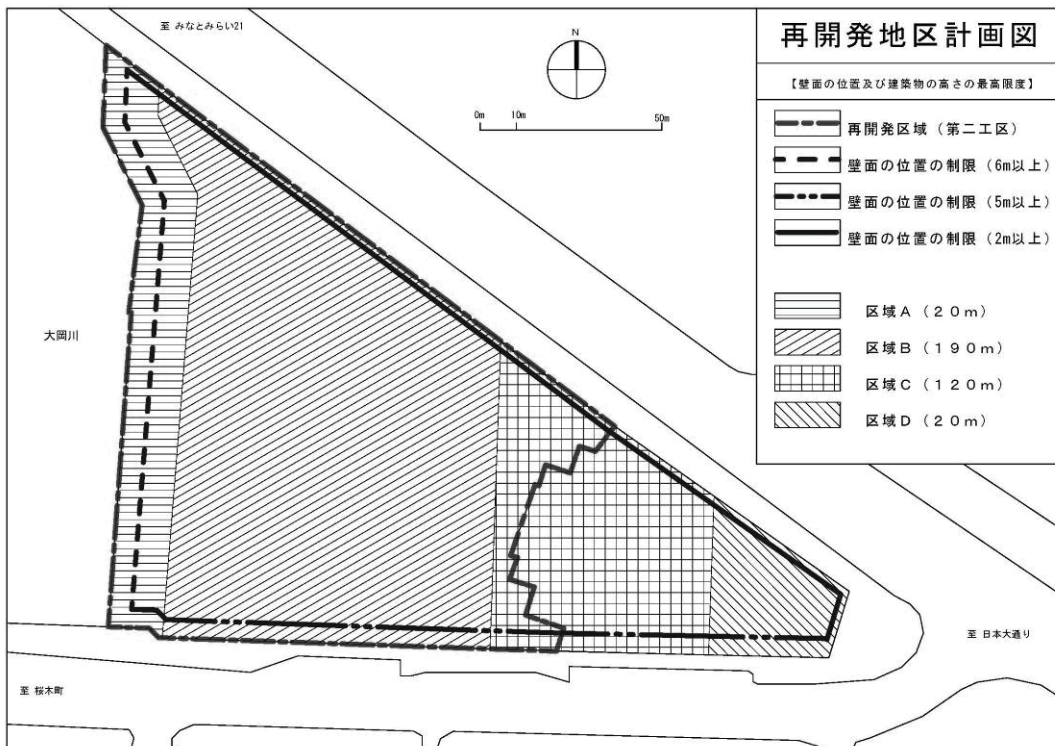 至 みなとみらい21
N
0m 10m 50m
再開発地区計画図
【壁面の位置及び建築物の高さの最高限度】
再開発区域（第二工区）
壁面の位置の制限（6m以上）
壁面の位置の制限（5m以上）
壁面の位置の制限（2m以上）
区域A（20m）
区域B（190m）
区域C（120m）
区域D（20m）
大岡川
至 日本大通り
至 桜木町